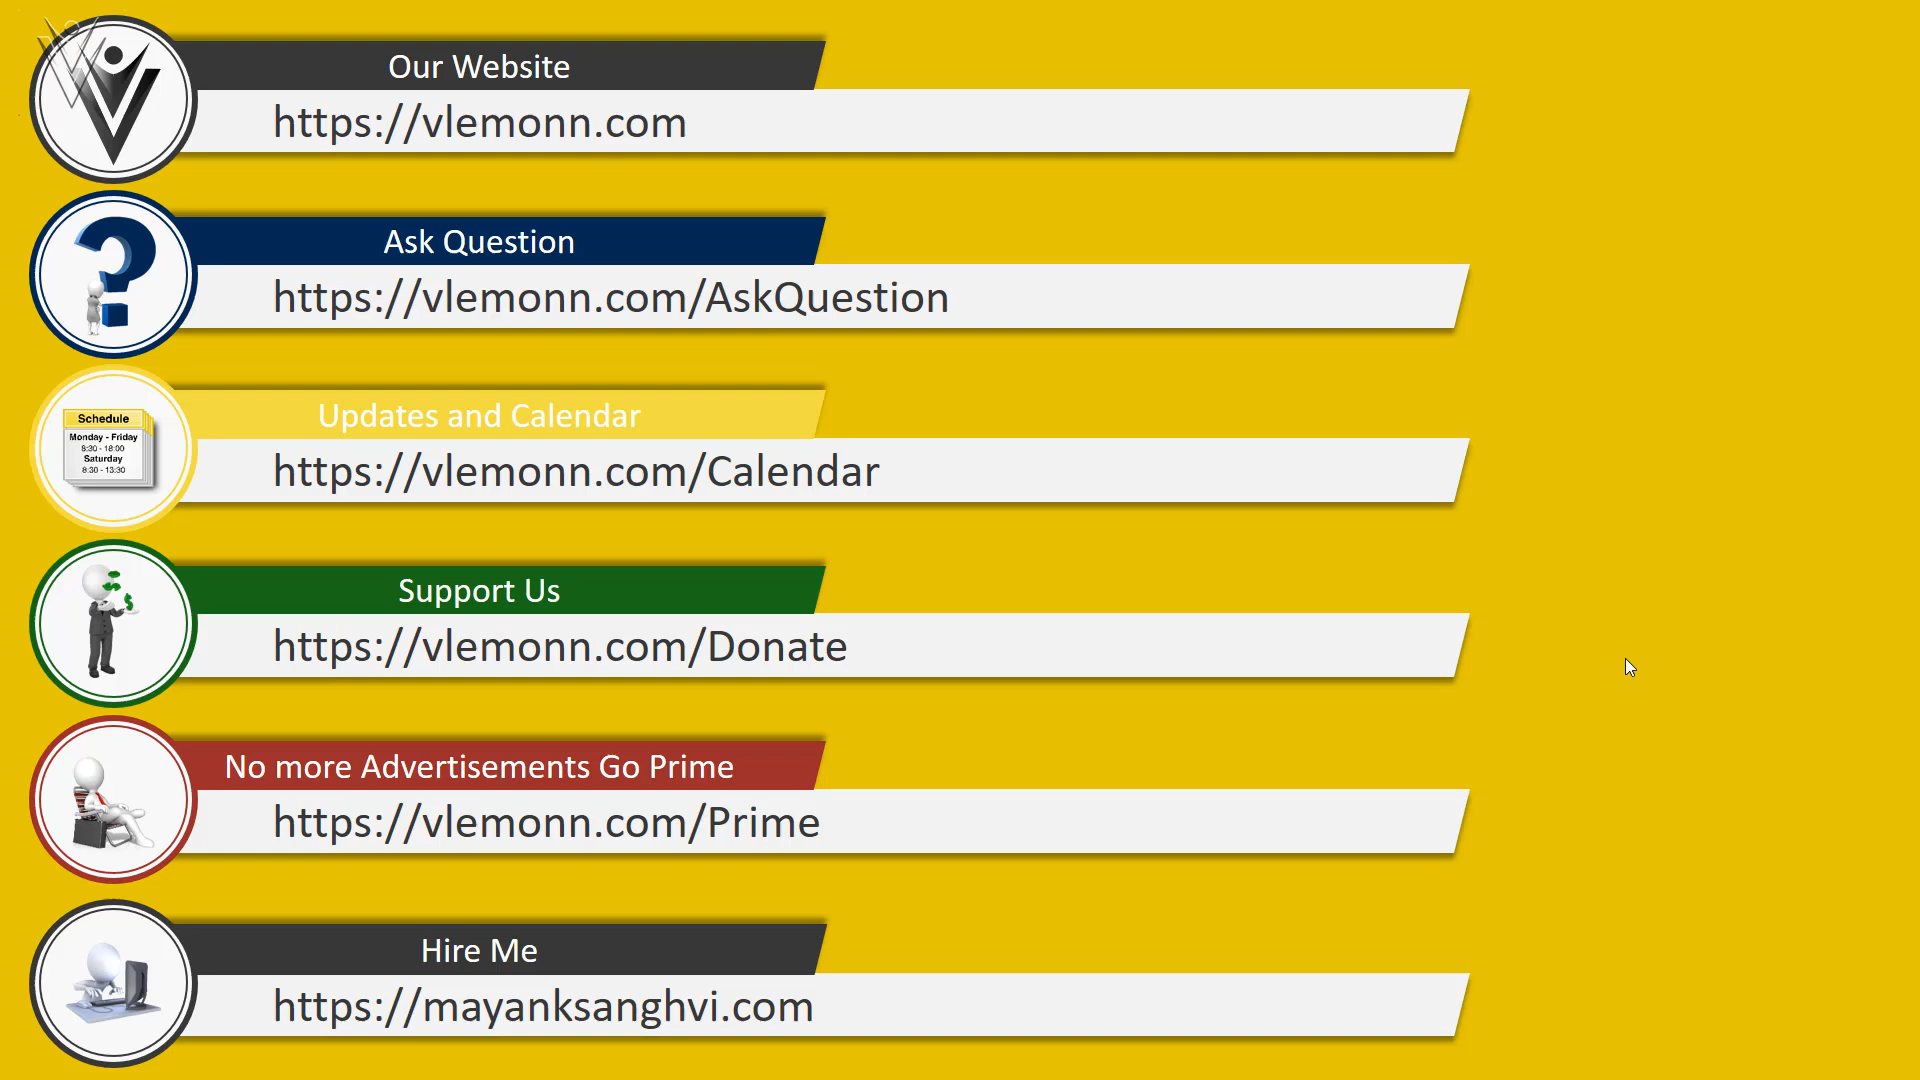 Our Website
https://vlemonn.com
Ask Question
https://vlemonn.com/AskQuestion
Updates and Calendar
https://vlemonn.com/Calendar
Schedule
Monday - Friday
8:30 - 18:00
Saturday
8:30 - 13:30
Support Us
https://vlemonn.com/Donate
No more Advertisements Go Prime
https://vlemonn.com/Prime
Hire Me
https://mayanksanghvi.com